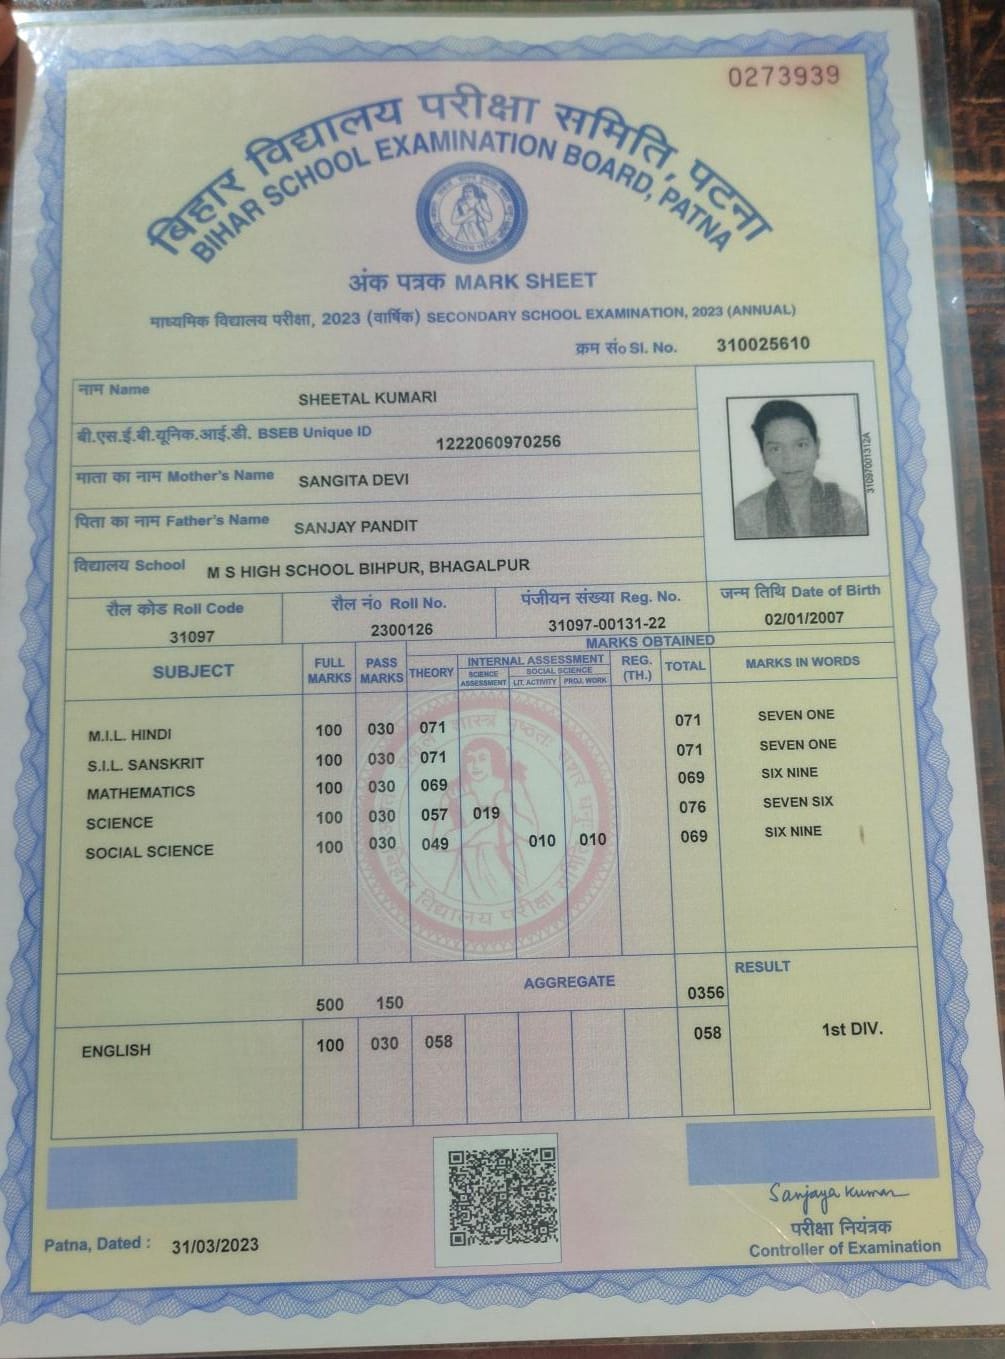 0273939
बिहार विद्यालय परीक्षा समिति, पटना
BIHAR SCHOOL EXAMINATION BOARD, PATNA
अंक पत्रक MARK SHEET
माध्यमिक विद्यालय परीक्षा, 2023 (वार्षिक) SECONDARY SCHOOL EXAMINATION, 2023 (ANNUAL)
क्रम सं० Sl. No. 310025610
नाम Name SHEETAL KUMARI
बी.एस.ई.बी.यूनिक.आई.डी. BSEB Unique ID 1222060970256
माता का नाम Mother's Name SANGITA DEVI
पिता का नाम Father's Name SANJAY PANDIT
विद्यालय School M S HIGH SCHOOL BIHPUR, BHAGALPUR
31097001312A
रौल कोड Roll Code रौल नं० Roll No. पंजीयन संख्या Reg. No. जन्म तिथि Date of Birth
31097 2300126 31097-00131-22 02/01/2007
MARKS OBTAINED
SUBJECT FULL MARKS PASS MARKS THEORY INTERNAL ASSESSMENT REG. (TH.) TOTAL MARKS IN WORDS
SCIENCE ASSESSMENT SOCIAL SCIENCE
LIT. ACTIVITY PROJ. WORK
M.I.L. HINDI 100 030 071 071 SEVEN ONE
S.I.L. SANSKRIT 100 030 071 071 SEVEN ONE
MATHEMATICS 100 030 069 069 SIX NINE
SCIENCE 100 030 057 019 076 SEVEN SIX
SOCIAL SCIENCE 100 030 049 010 010 069 SIX NINE
बिहार विद्यालय परीक्षा समिति
500 150 AGGREGATE 0356 RESULT
ENGLISH 100 030 058 058 1st DIV.
Sanjaya Kumar
परीक्षा नियंत्रक
Controller of Examination
Patna, Dated : 31/03/2023